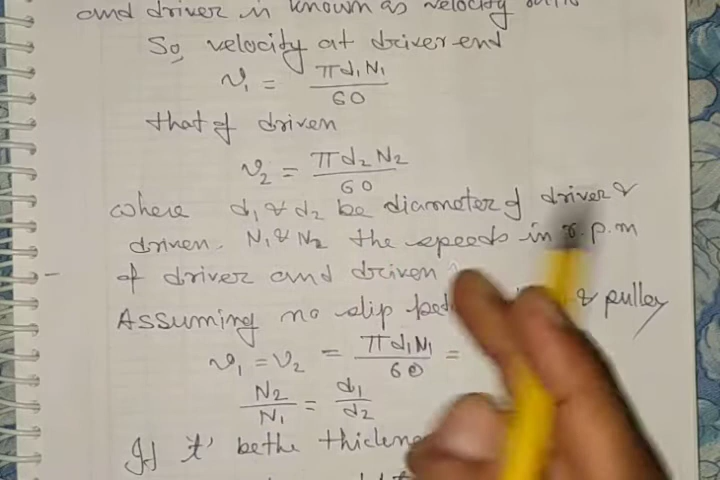 and driver is known as velocity
So, velocity at driver end
v₁ = πd₁N₁ / 60
that of driven
v₂ = πd₂N₂ / 60
where d₁ & d₂ be diameter of driver &
driven. N₁ & N₂ the speeds in r.p.m
of driver and driven
Assuming no slip & pulley
v₁ = v₂ = πd₁N₁ / 60 =
N₂ / N₁ = d₁ / d₂
If 't' be the